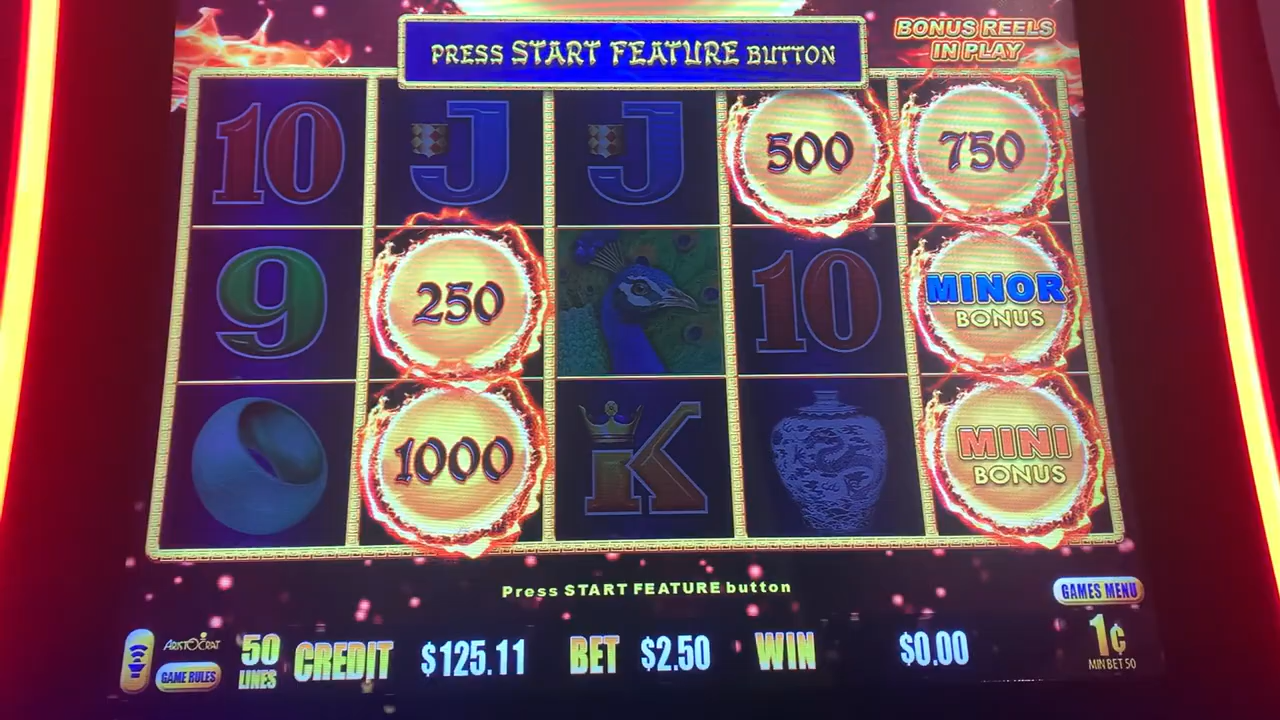 PRESS START FEATURE BUTTON
BONUS REELS
IN PLAY
10 J J 500 750
9 250 10 MINOR
BONUS
1000 K MINI
BONUS
Press START FEATURE button
GAMES MENU
ARISTOCRAT
GAME RULES
50
LINES
CREDIT $125.11 BET $2.50 WIN $0.00
1¢
MIN BET 50